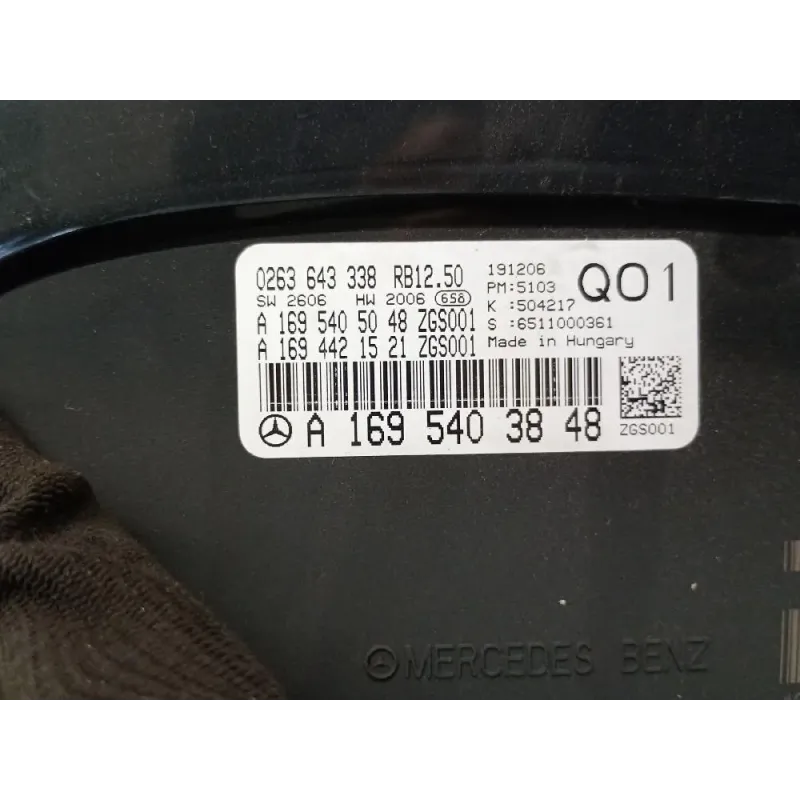 0263 643 338 RB12.50
SW 2606 HW 2006 658
A 169 540 50 48 ZGS001
A 169 442 15 21 ZGS001
191206
PM:5103
K :504217
S :6511000361
Made in Hungary
Q01
A 169 540 38 48
ZGS001
MERCEDES BENZ